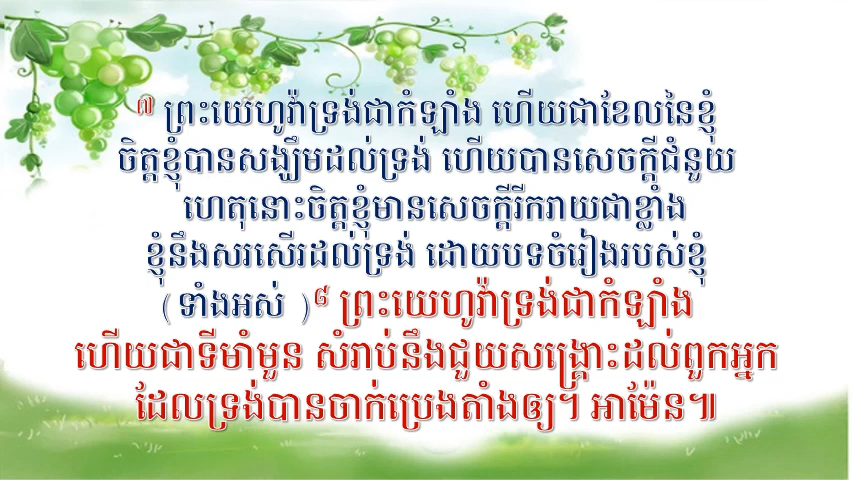 ៧ ព្រះយេហូវ៉ាទ្រង់ជាកំឡាំង ហើយជាខែលនៃខ្ញុំ
ចិត្តខ្ញុំបានសង្ឃឹមដល់ទ្រង់ ហើយបានសេចក្ដីជំនួយ
ហេតុនោះចិត្តខ្ញុំមានសេចក្ដីរីករាយជាខ្លាំង
ខ្ញុំនឹងសរសើរដល់ទ្រង់ ដោយបទចំរៀងរបស់ខ្ញុំ
(ទាំងអស់ )៨ ព្រះយេហូវ៉ាទ្រង់ជាកំឡាំង
ហើយជាទីមាំមួន សំរាប់នឹងជួយសង្គ្រោះដល់ពួកអ្នក
ដែលទ្រង់បានចាក់ប្រេងតាំងឲ្យ។ អាម៉ែន៕